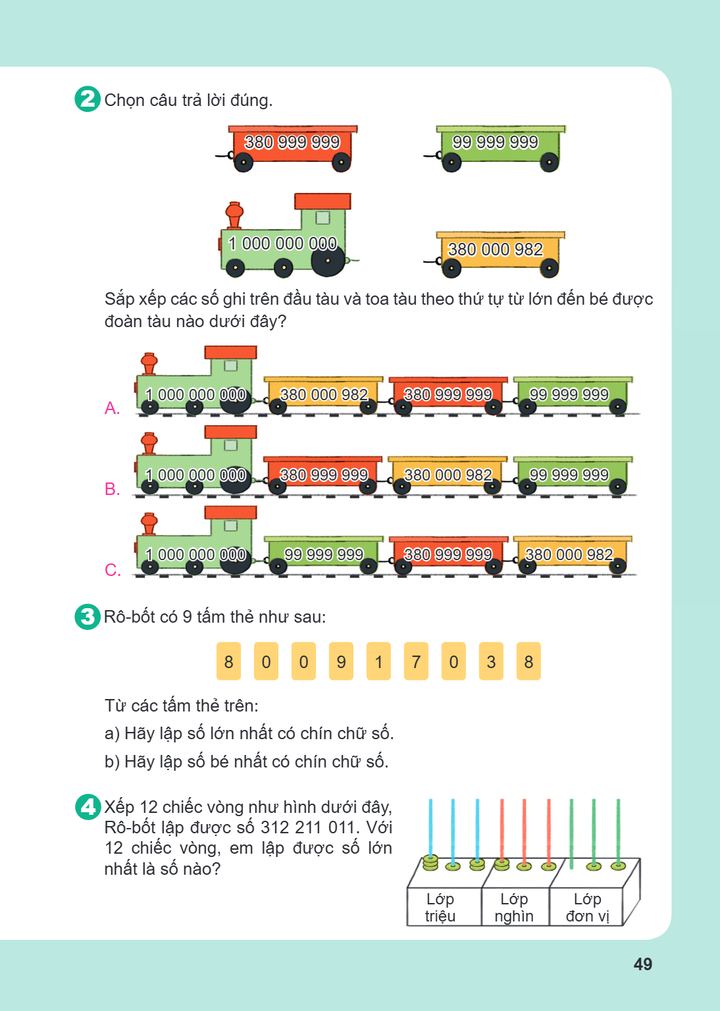 2 Chọn câu trả lời đúng.
380 999 999 99 999 999
1 000 000 000 380 000 982
Sắp xếp các số ghi trên đầu tàu và toa tàu theo thứ tự từ lớn đến bé được
đoàn tàu nào dưới đây?
A. 1 000 000 000 380 000 982 380 999 999 99 999 999
B. 1 000 000 000 380 999 999 380 000 982 99 999 999
C. 1 000 000 000 99 999 999 380 999 999 380 000 982
3 Rô-bốt có 9 tấm thẻ như sau:
8 0 0 9 1 7 0 3 8
Từ các tấm thẻ trên:
a) Hãy lập số lớn nhất có chín chữ số.
b) Hãy lập số bé nhất có chín chữ số.
4 Xếp 12 chiếc vòng như hình dưới đây,
Rô-bốt lập được số 312 211 011. Với
12 chiếc vòng, em lập được số lớn
nhất là số nào?
Lớp triệu
Lớp nghìn
Lớp đơn vị
49